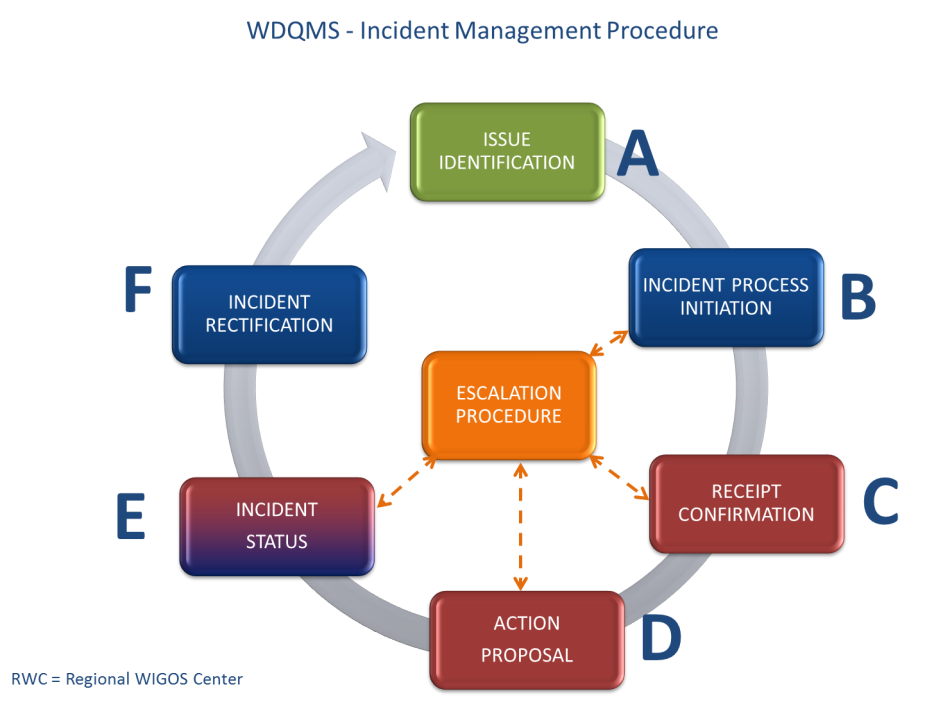 WDQMS - Incident Management Procedure
ISSUE
IDENTIFICATION
A
INCIDENT PROCESS
INITIATION
B
F
INCIDENT
RECTIFICATION
ESCALATION
PROCEDURE
RECEIPT
CONFIRMATION
C
E
INCIDENT
STATUS
ACTION
PROPOSAL
D
RWC = Regional WIGOS Center